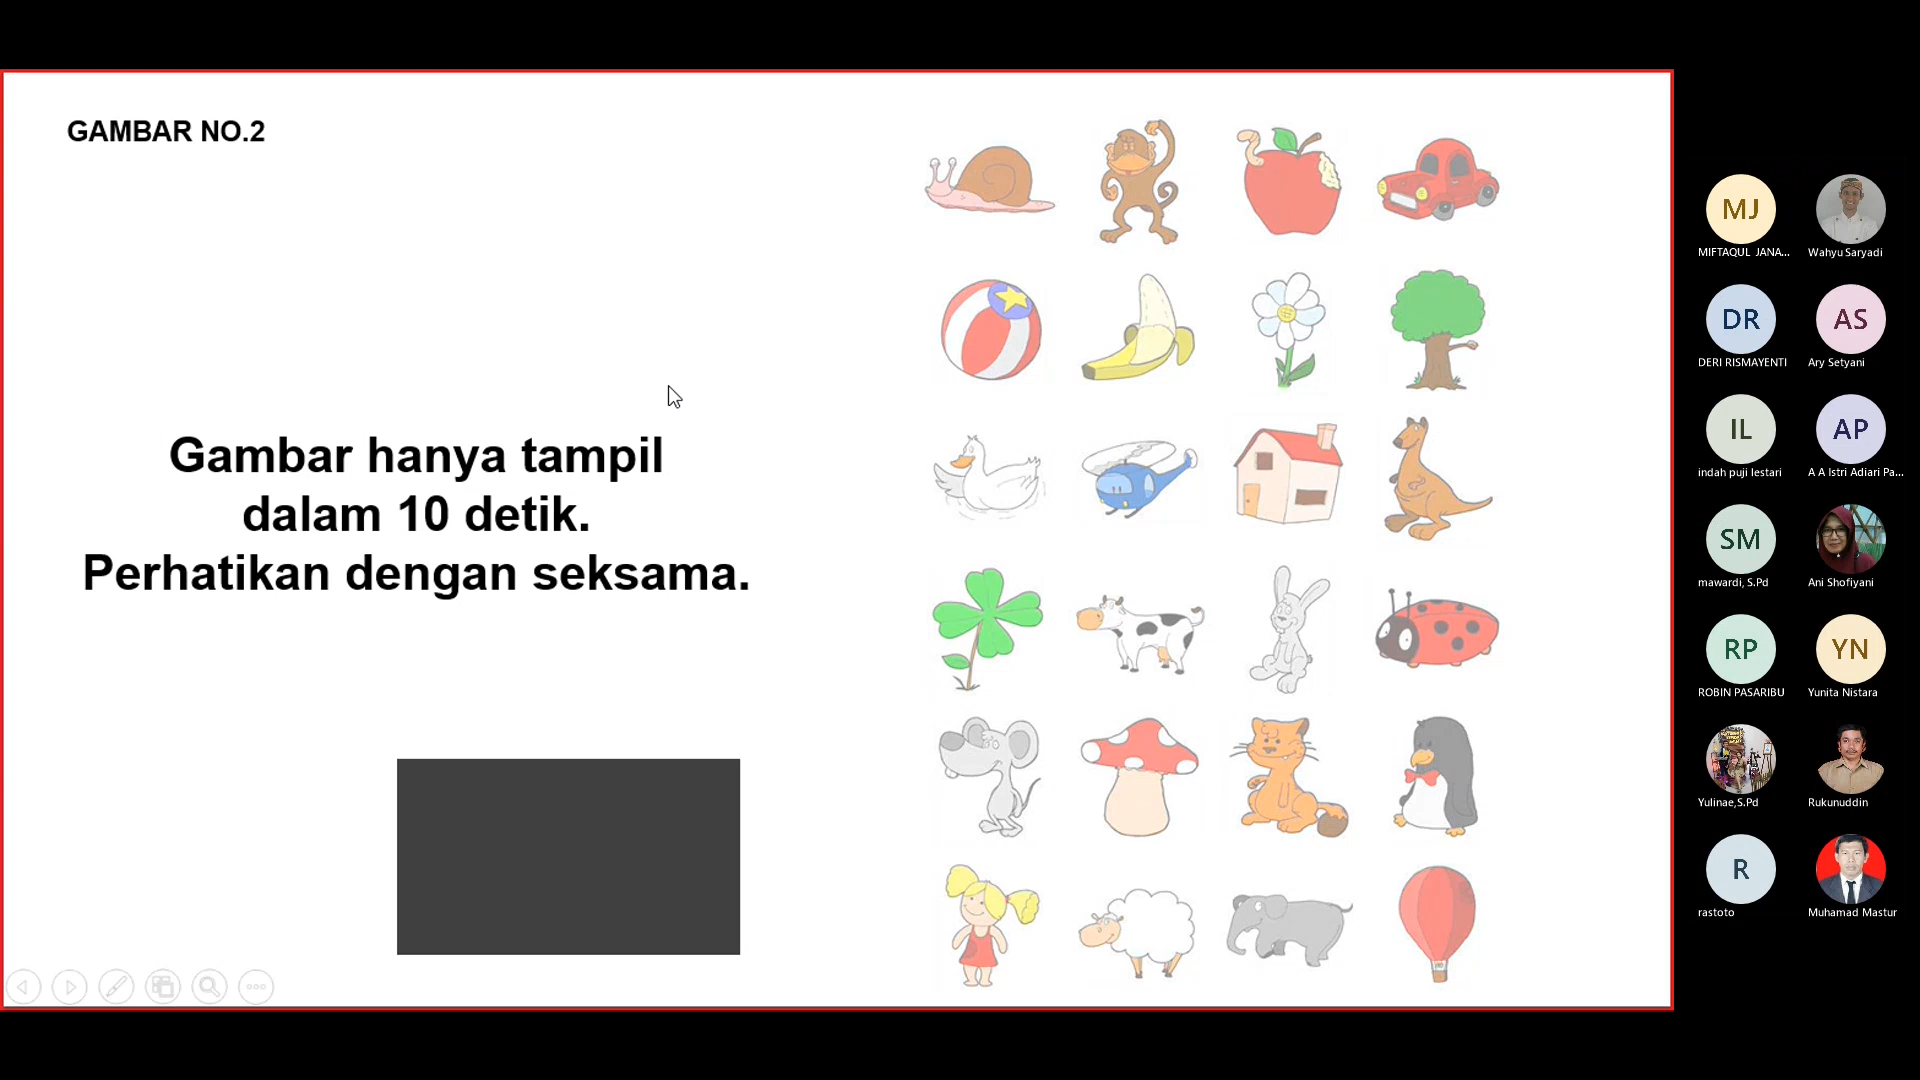 GAMBAR NO.2
Gambar hanya tampil
dalam 10 detik.
Perhatikan dengan seksama.
MJ
MIFTAQUL JANA...
Wahyu Saryadi
DR
DERI RISMAYENTI
AS
Ary Setyani
IL
indah puji lestari
AP
A A Istri Adiari Pa...
SM
mawardi, S.Pd
Ani Shofiyani
RP
ROBIN PASARIBU
YN
Yunita Nistara
Yulinae,S.Pd
Rukunuddin
R
rastoto
Muhamad Mastur